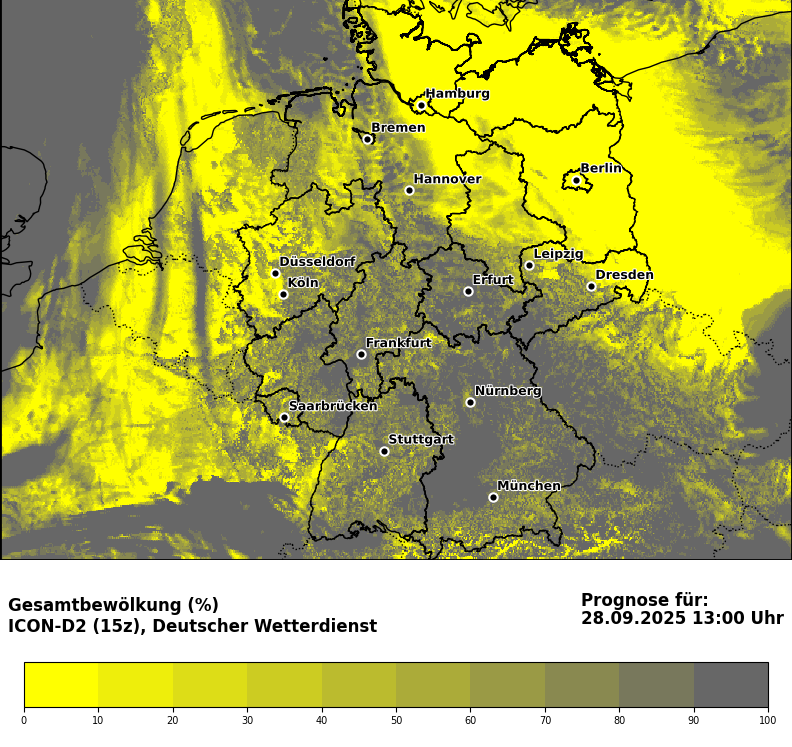 Hamburg
Bremen
Berlin
Hannover
Leipzig
Düsseldorf
Dresden
Köln
Erfurt
Frankfurt
Nürnberg
Saarbrücken
Stuttgart
München
Gesamtbewölkung (%)
ICON-D2 (15z), Deutscher Wetterdienst
Prognose für:
28.09.2025 13:00 Uhr
0 10 20 30 40 50 60 70 80 90 100